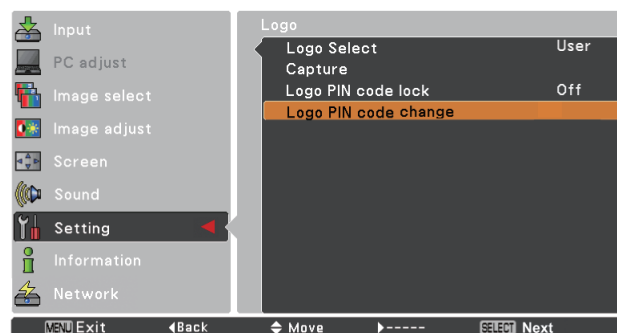 Input
PC adjust
Image select
Image adjust
Screen
Sound
Setting
Information
Network
Logo
Logo Select User
Capture
Logo PIN code lock Off
Logo PIN code change
MENU Exit Back Move ----- SELECT Next